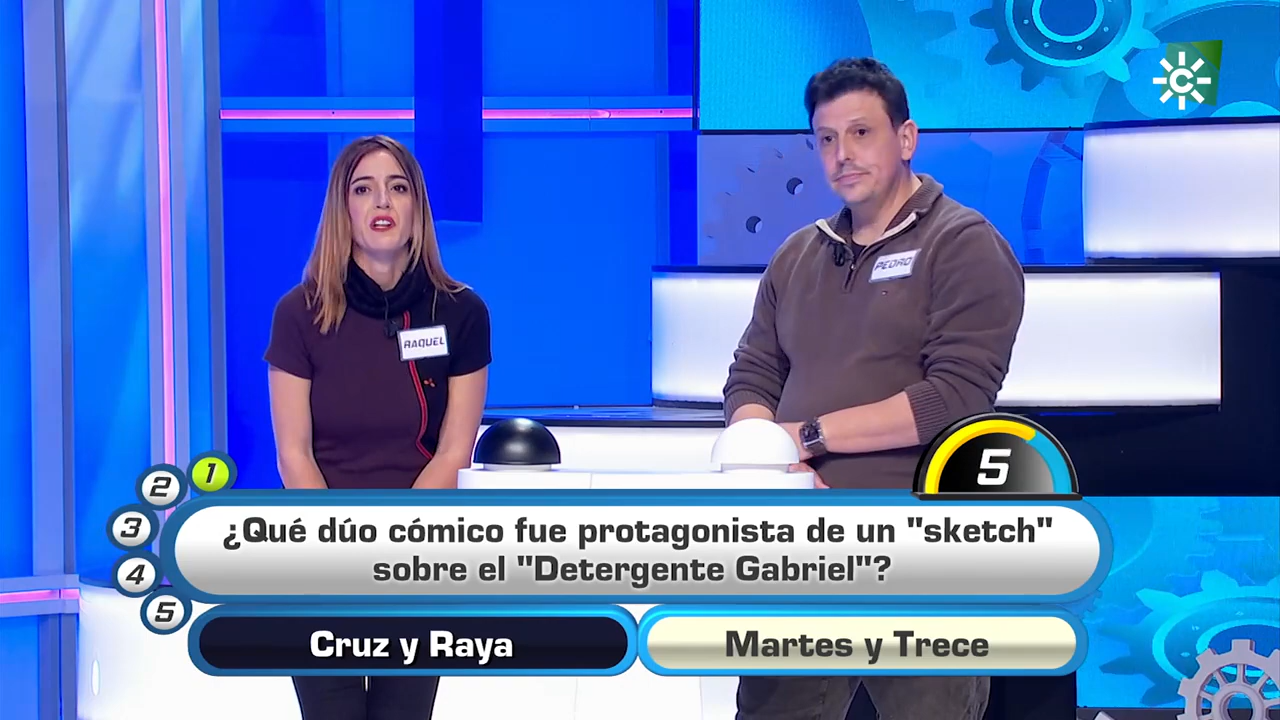 C
PEDRO
RAQUEL
5
1
2
3
4
5
¿Qué dúo cómico fue protagonista de un "sketch"
sobre el "Detergente Gabriel"?
Cruz y Raya
Martes y Trece